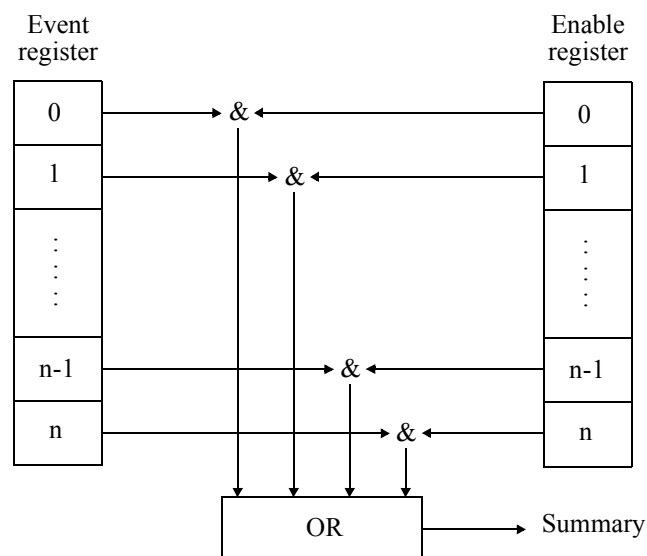 Event
register
Enable
register
0 & 0
1 & 1
n-1 & n-1
n & n
OR
Summary